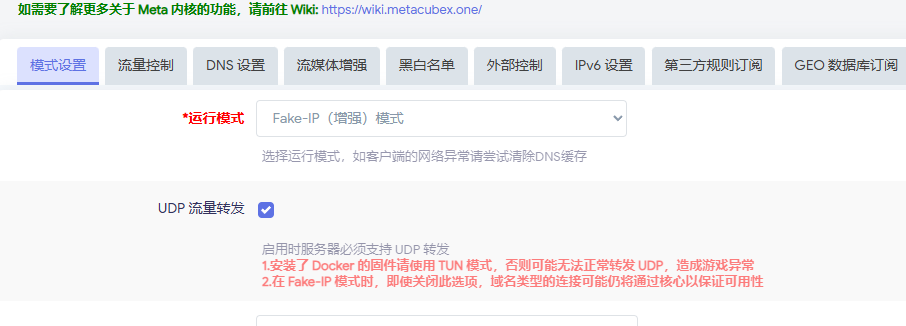 如需要了解更多关于 Meta 内核的功能，请前往 Wiki: https://wiki.metacubex.one/
模式设置 流量控制 DNS 设置 流媒体增强 黑白名单 外部控制 IPv6 设置 第三方规则订阅 GEO 数据库订阅
*运行模式 Fake-IP（增强）模式
选择运行模式，如客户端的网络异常请尝试清除DNS缓存
UDP 流量转发
启用时服务器必须支持 UDP 转发
1.安装了 Docker 的固件请使用 TUN 模式，否则可能无法正常转发 UDP，造成游戏异常
2.在 Fake-IP 模式时，即使关闭此选项，域名类型的连接可能仍将通过核心以保证可用性